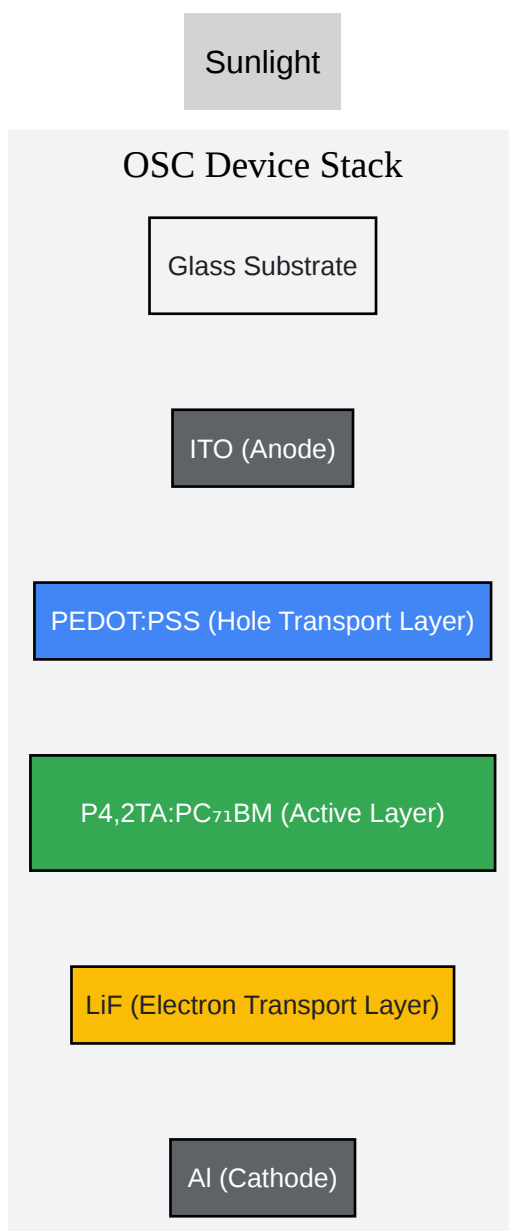 Sunlight
OSC Device Stack
Glass Substrate
ITO (Anode)
PEDOT:PSS (Hole Transport Layer)
P4,2TA:PC₇₁BM (Active Layer)
LiF (Electron Transport Layer)
Al (Cathode)